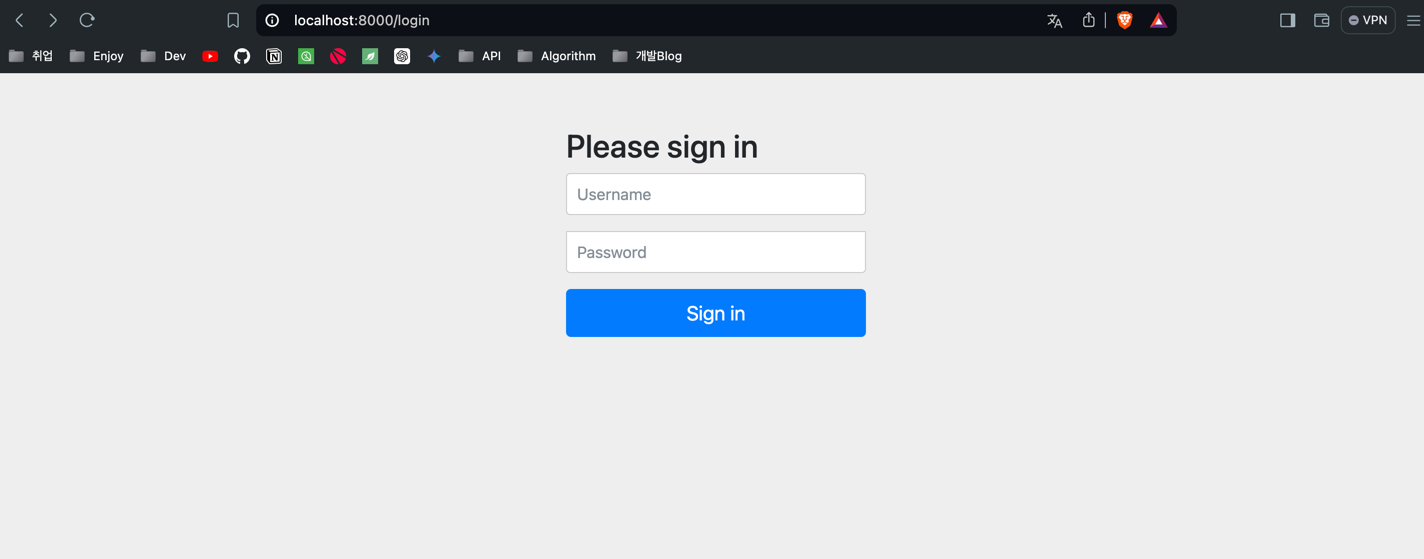 localhost:8000/login
VPN
취업 Enjoy Dev API Algorithm 개발Blog
Please sign in
Username
Password
Sign in